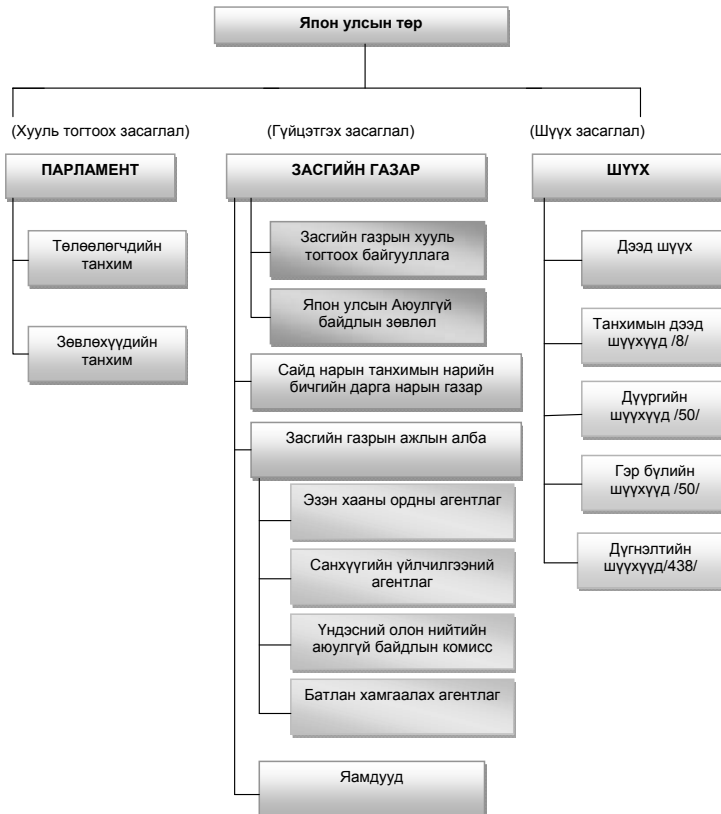 Япон улсын төр
(Хууль тогтоох засаглал)
(Гүйцэтгэх засаглал)
(Шүүх засаглал)
ПАРЛАМЕНТ
Төлөөлөгчдийн
танхим
Зөвлөхүүдийн
танхим
ЗАСГИЙН ГАЗАР
Засгийн газрын хууль
тогтоох байгууллага
Япон улсын Аюулгүй
байдлын зөвлөл
Сайд нарын танхимын нарийн
бичгийн дарга нарын газар
Засгийн газрын ажлын алба
Эзэн хааны ордны агентлаг
Санхүүгийн үйлчилгээний
агентлаг
Үндэсний олон нийтийн
аюулгүй байдлын комисс
Батлан хамгаалах агентлаг
Яамдууд
ШҮҮХ
Дээд шүүх
Танхимын дээд
шүүхүүд /8/
Дүүргийн
шүүхүүд /50/
Гэр бүлийн
шүүхүүд /50/
Дүгнэлтийн
шүүхүүд/438/